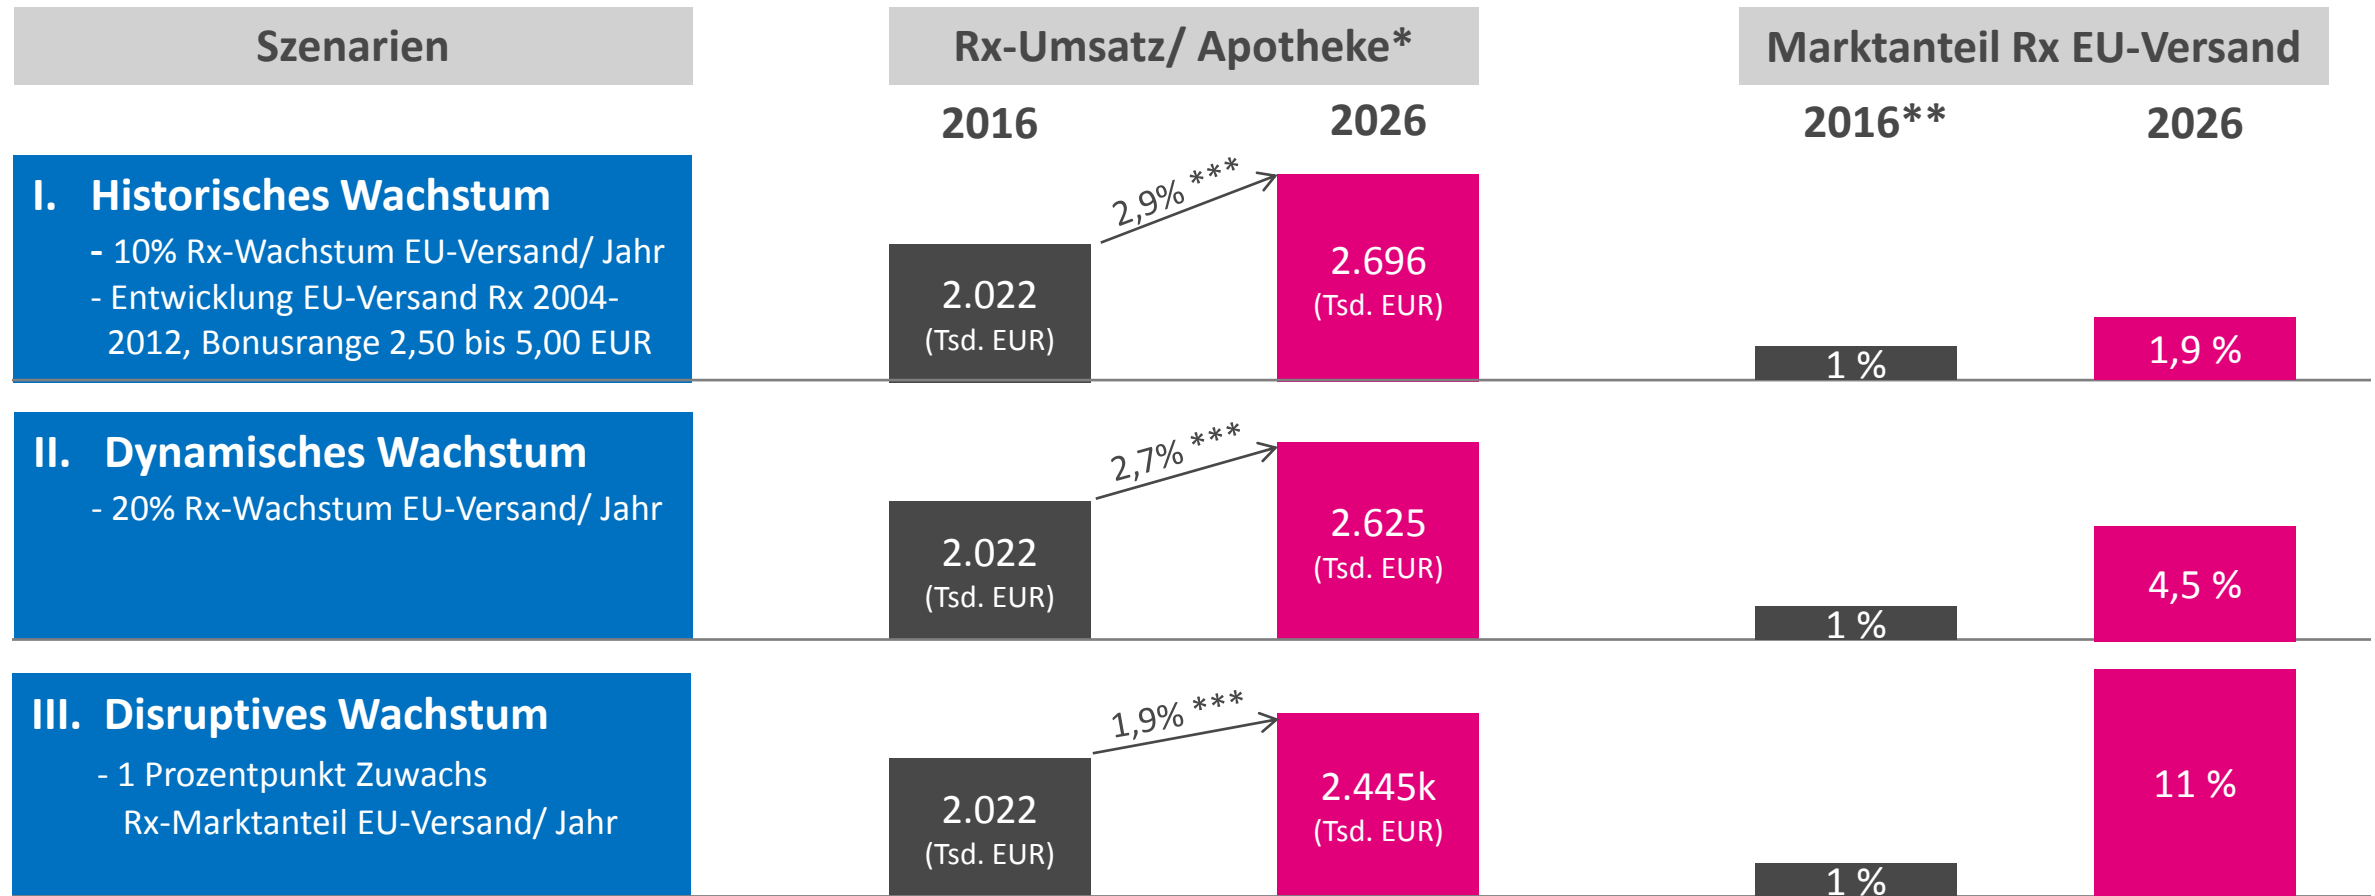 Szenarien
Rx-Umsatz/ Apotheke*
Marktanteil Rx EU-Versand
2016
2026
2016**
2026
I. Historisches Wachstum
- 10% Rx-Wachstum EU-Versand/ Jahr
- Entwicklung EU-Versand Rx 2004-
2012, Bonusrange 2,50 bis 5,00 EUR
2.022
(Tsd. EUR)
2,9% ***
2.696
(Tsd. EUR)
1 %
1,9 %
II. Dynamisches Wachstum
- 20% Rx-Wachstum EU-Versand/ Jahr
2.022
(Tsd. EUR)
2,7% ***
2.625
(Tsd. EUR)
1 %
4,5 %
III. Disruptives Wachstum
- 1 Prozentpunkt Zuwachs
Rx-Marktanteil EU-Versand/ Jahr
2.022
(Tsd. EUR)
1,9% ***
2.445k
(Tsd. EUR)
1 %
11 %